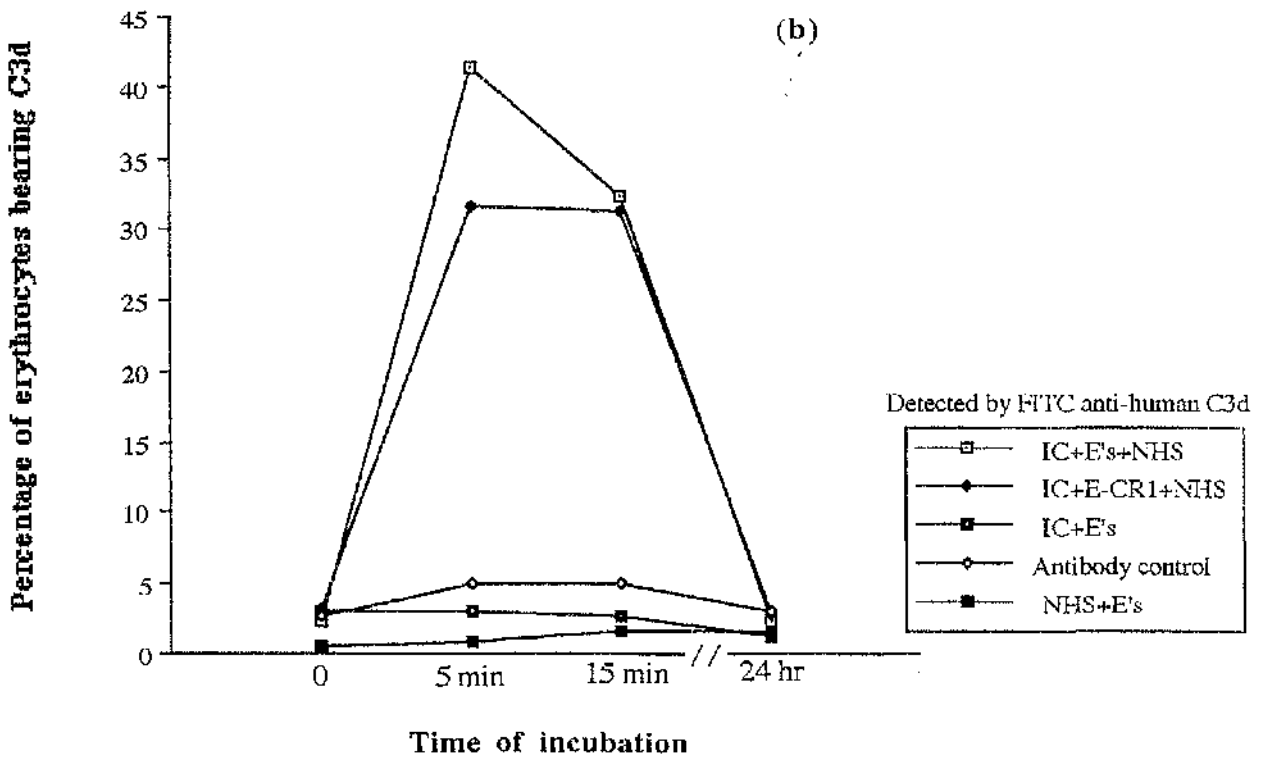 (b)
Percentage of erythrocytes bearing C3d
45
40
35
30
25
20
15
10
5
0
0
5 min
15 min
//
24 hr
Time of incubation
Detected by FITC anti-human C3d
IC+E's+NHS
IC+E-CR1+NHS
IC+E's
Antibody control
NHS+E's